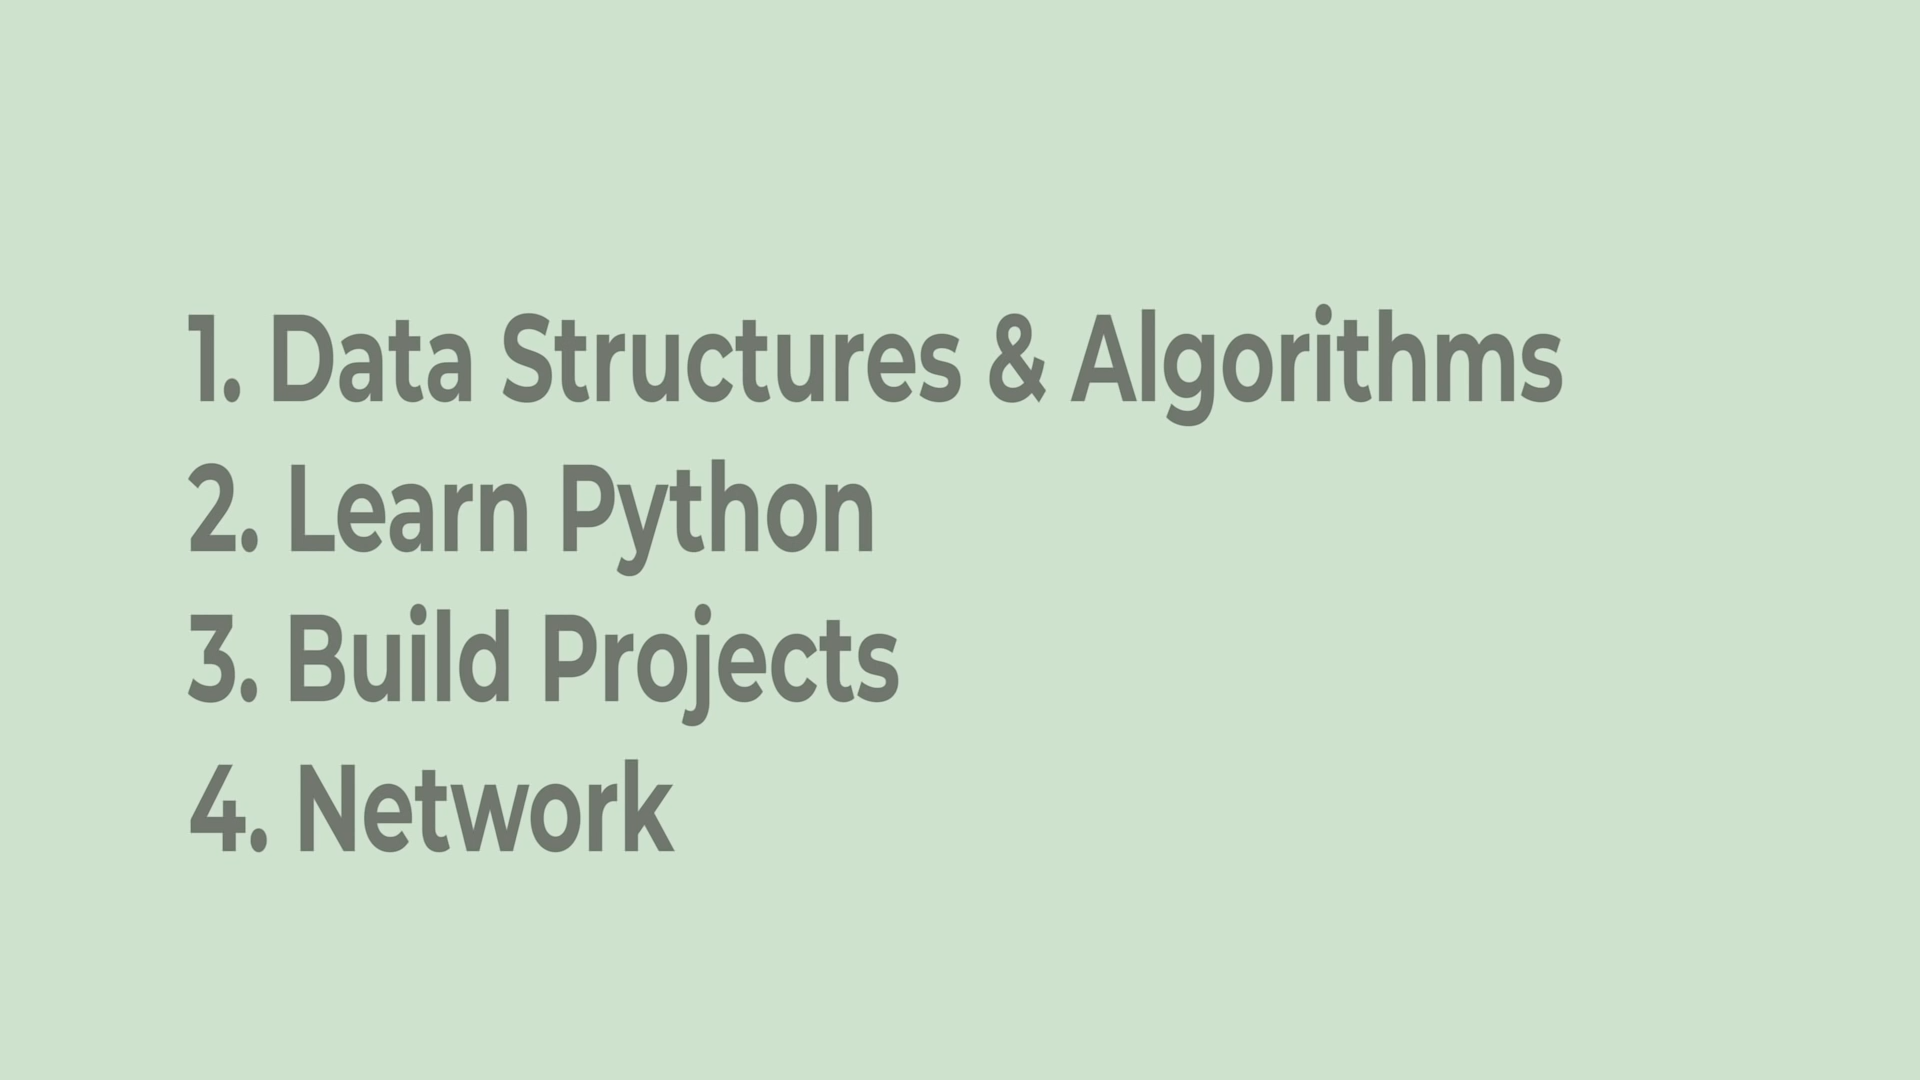 1. Data Structures & Algorithms
2. Learn Python
3. Build Projects
4. Network